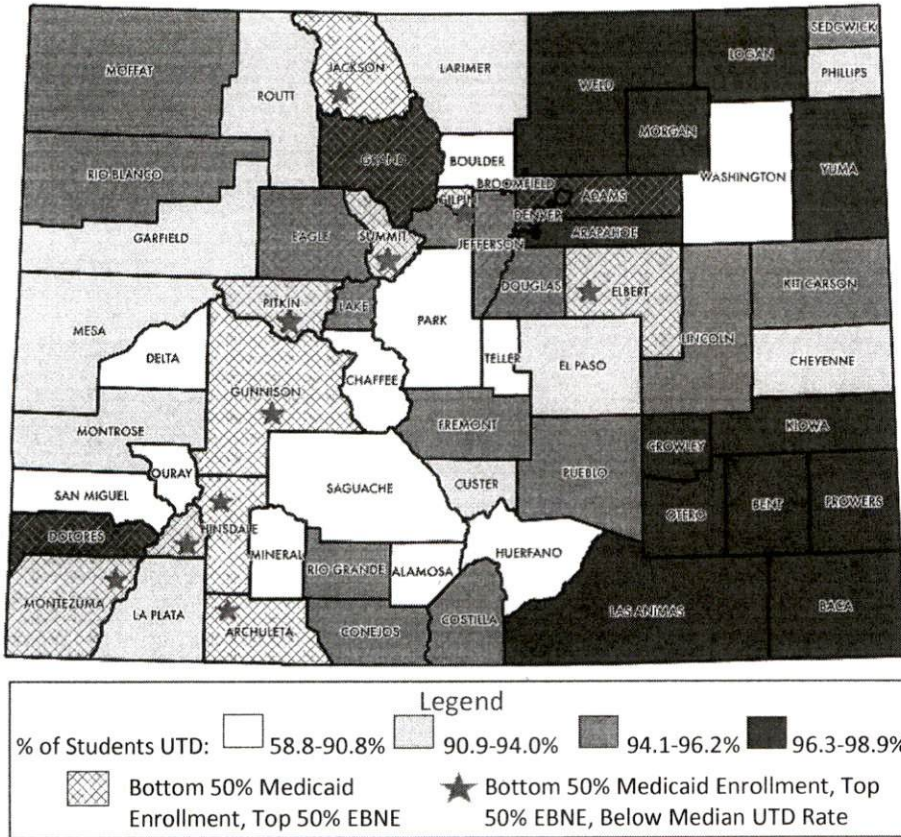 SEDGWICK
LOGAN
MOFFAT
JACKSON
LARIMER
PHILLIPS
ROUTT
WELD
MORGAN
GRAND
BOULDER
YUMA
RIO BLANCO
WASHINGTON
BROOMFIELD
GILPIN
ADAMS
DENVER
GARFIELD
EAGLE
SUMMIT
ARAPAHOE
JEFFERSON
DOUGLAS
ELBERT
KIT CARSON
PITKIN
LAKE
MESA
PARK
LINCOLN
DELTA
TELLER
EL PASO
CHEYENNE
CHAFFEE
GUNNISON
MONTROSE
FREMONT
KIOWA
CROWLEY
OURAY
PUEBLO
SAGUACHE
CUSTER
SAN MIGUEL
OTERO
BENT
PROWERS
HINSDALE
DOLORES
MINERAL
HUERFANO
RIO GRANDE
ALAMOSA
MONTEZUMA
LA PLATA
LAS ANIMAS
BACA
COSTILLA
ARCHULETA
CONEJOS
Legend
% of Students UTD: 58.8-90.8% 90.9-94.0% 94.1-96.2% 96.3-98.9%
Bottom 50% Medicaid
Enrollment, Top 50% EBNE
Bottom 50% Medicaid Enrollment, Top
50% EBNE, Below Median UTD Rate